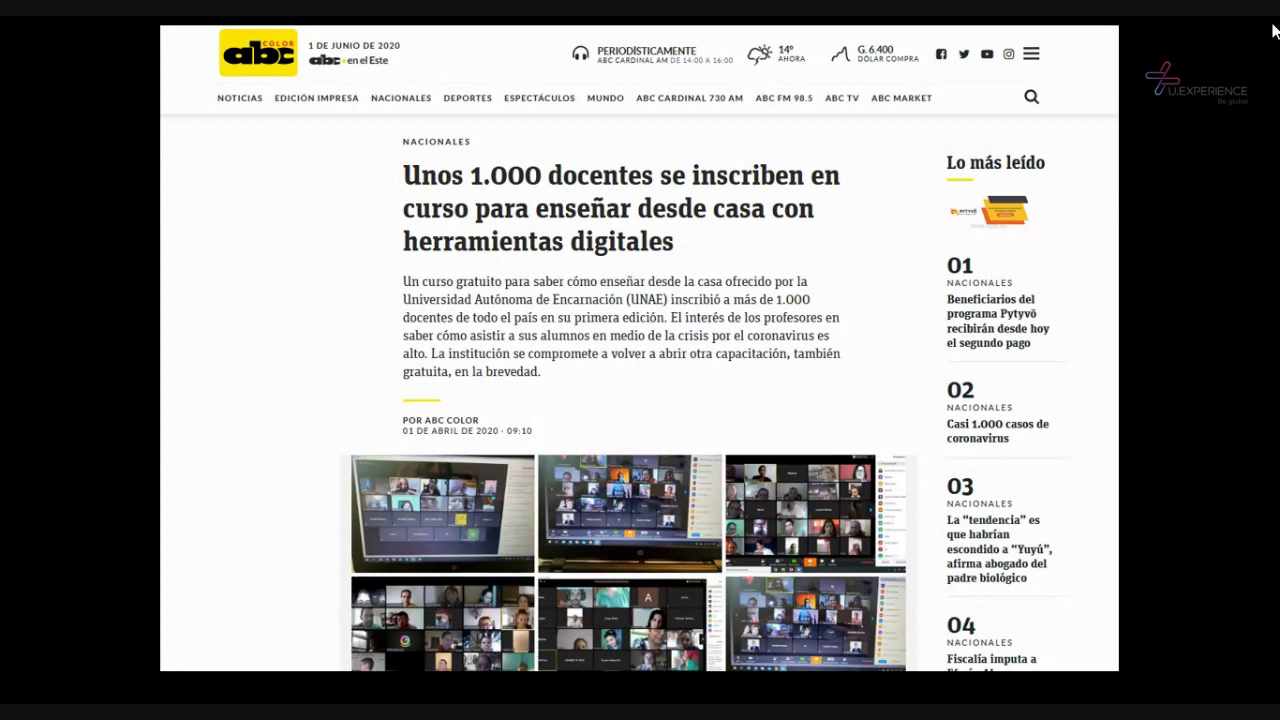 abc COLOR
1 DE JUNIO DE 2020
abc en el Este
PERIODÍSTICAMENTE
ABC CARDINAL AM DE 14:00 A 16:00
14º
AHORA
G. 6.400
DÓLAR COMPRA
U.EXPERIENCE
Be global
NOTICIAS EDICIÓN IMPRESA NACIONALES DEPORTES ESPECTÁCULOS MUNDO ABC CARDINAL 730 AM ABC FM 98.5 ABC TV ABC MARKET
NACIONALES
Unos 1.000 docentes se inscriben en
curso para enseñar desde casa con
herramientas digitales
Un curso gratuito para saber cómo enseñar desde la casa ofrecido por la
Universidad Autónoma de Encarnación (UNAE) inscribió a más de 1.000
docentes de todo el país en su primera edición. El interés de los profesores en
saber cómo asistir a sus alumnos en medio de la crisis por el coronavirus es
alto. La institución se compromete a volver a abrir otra capacitación, también
gratuita, en la brevedad.
POR ABC COLOR
01 DE ABRIL DE 2020 - 09:10
A
Lo más leído
PYTYVÕ
01
NACIONALES
Beneficiarios del
programa Pytyvõ
recibirán desde hoy
el segundo pago
02
NACIONALES
Casi 1.000 casos de
coronavirus
03
NACIONALES
La “tendencia” es
que habrían
escondido a “Yuyú”,
afirma abogado del
padre biológico
04
NACIONALES
Fiscalía imputa a